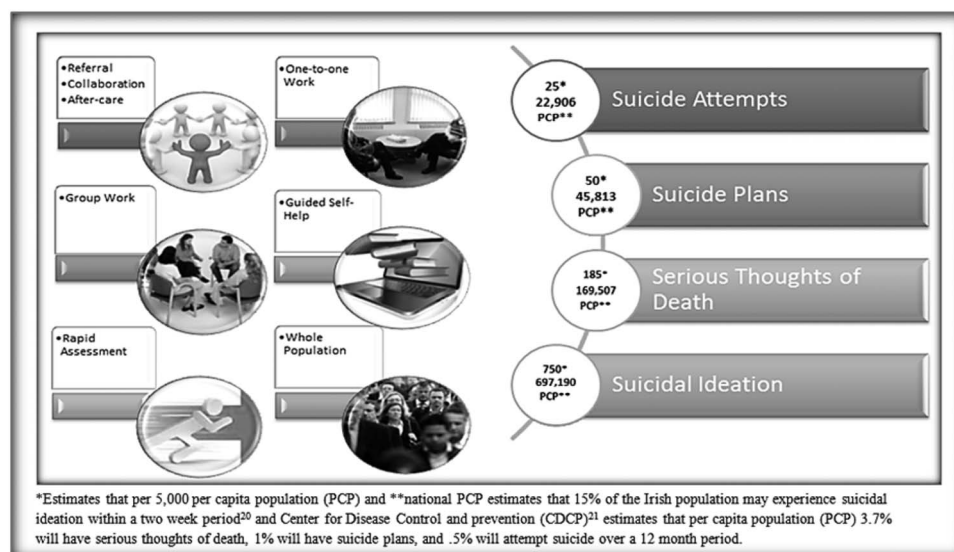 •Referral
•Collaboration
•After-care
•One-to-one
Work
•Group Work
•Guided Self-
Help
•Rapid
Assessment
•Whole
Population
25*
22,906
PCP**
Suicide Attempts
50*
45,813
PCP**
Suicide Plans
185*
169,507
PCP**
Serious Thoughts of
Death
750*
697,190
PCP**
Suicidal Ideation
*Estimates that per 5,000 per capita population (PCP) and **national PCP estimates that 15% of the Irish population may experience suicidal
ideation within a two week period20 and Center for Disease Control and prevention (CDCP)21 estimates that per capita population (PCP) 3.7%
will have serious thoughts of death, 1% will have suicide plans, and .5% will attempt suicide over a 12 month period.